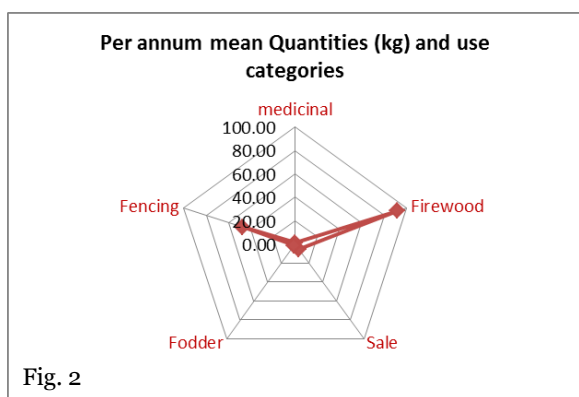 Per annum mean Quantities (kg) and use
categories
medicinal
100.00
80.00
60.00
40.00
20.00
0.00
Fencing
Firewood
Fodder
Sale
Fig. 2